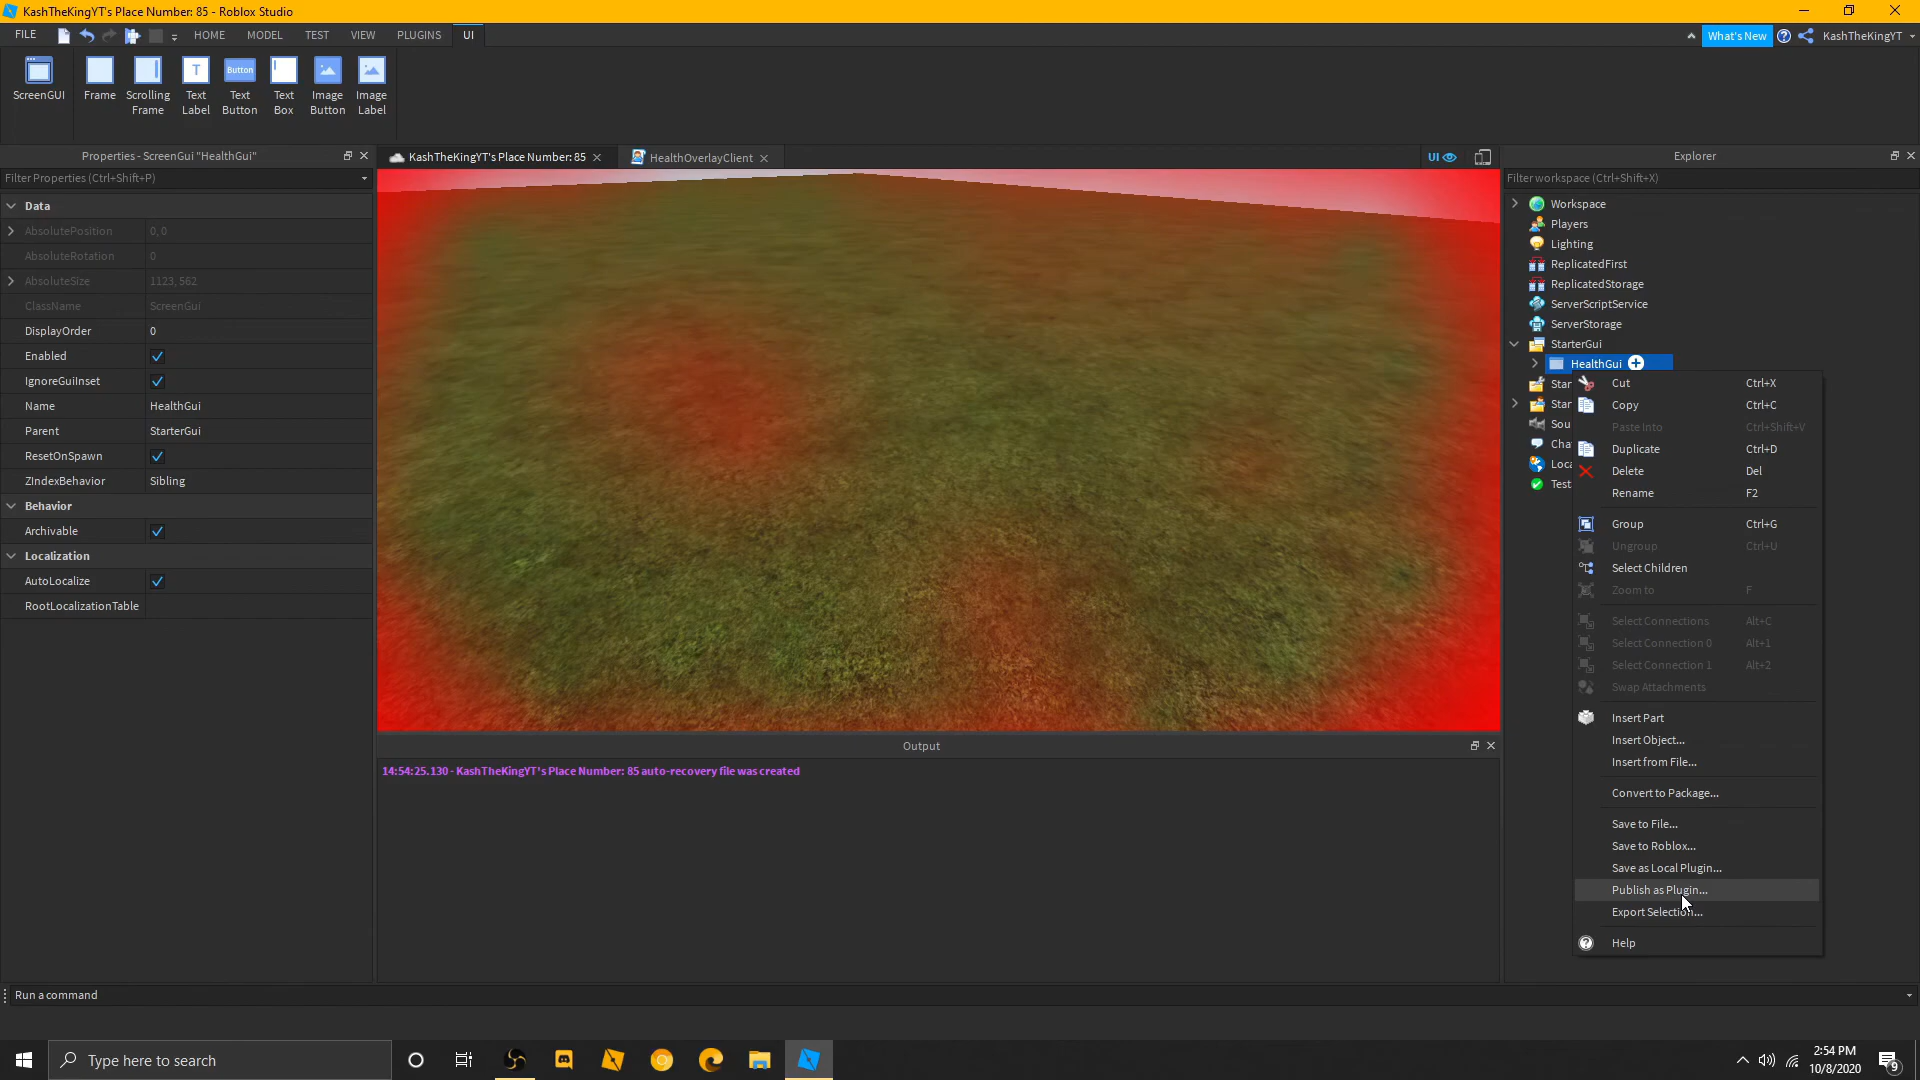 KashTheKingYT's Place Number: 85 - Roblox Studio
FILE
HOME
MODEL
TEST
VIEW
PLUGINS
UI
What's New
KashTheKingYT
ScreenGUI
Frame
Scrolling Frame
Text Label
Button
Text Button
Text Box
Image Button
Image Label
Properties - ScreenGui "HealthGui"
Filter Properties (Ctrl+Shift+P)
Data
AbsolutePosition 0, 0
AbsoluteRotation 0
AbsoluteSize 1123, 562
ClassName ScreenGui
DisplayOrder 0
Enabled
IgnoreGuiInset
Name HealthGui
Parent StarterGui
ResetOnSpawn
ZIndexBehavior Sibling
Behavior
Archivable
Localization
AutoLocalize
RootLocalizationTable
KashTheKingYT's Place Number: 85
HealthOverlayClient
UI
Output
14:54:25.130 - KashTheKingYT's Place Number: 85 auto-recovery file was created
Explorer
Filter workspace (Ctrl+Shift+X)
Workspace
Players
Lighting
ReplicatedFirst
ReplicatedStorage
ServerScriptService
ServerStorage
StarterGui
HealthGui
Star
Star
Sou
Cha
Loca
Test
Cut Ctrl+X
Copy Ctrl+C
Paste Into Ctrl+Shift+V
Duplicate Ctrl+D
Delete Del
Rename F2
Group Ctrl+G
Ungroup Ctrl+U
Select Children
Zoom to F
Select Connections Alt+C
Select Connection 0 Alt+1
Select Connection 1 Alt+2
Swap Attachments
Insert Part
Insert Object...
Insert from File...
Convert to Package...
Save to File...
Save to Roblox...
Save as Local Plugin...
Publish as Plugin...
Export Selection...
Help
Run a command
Type here to search
2:54 PM
10/8/2020
9